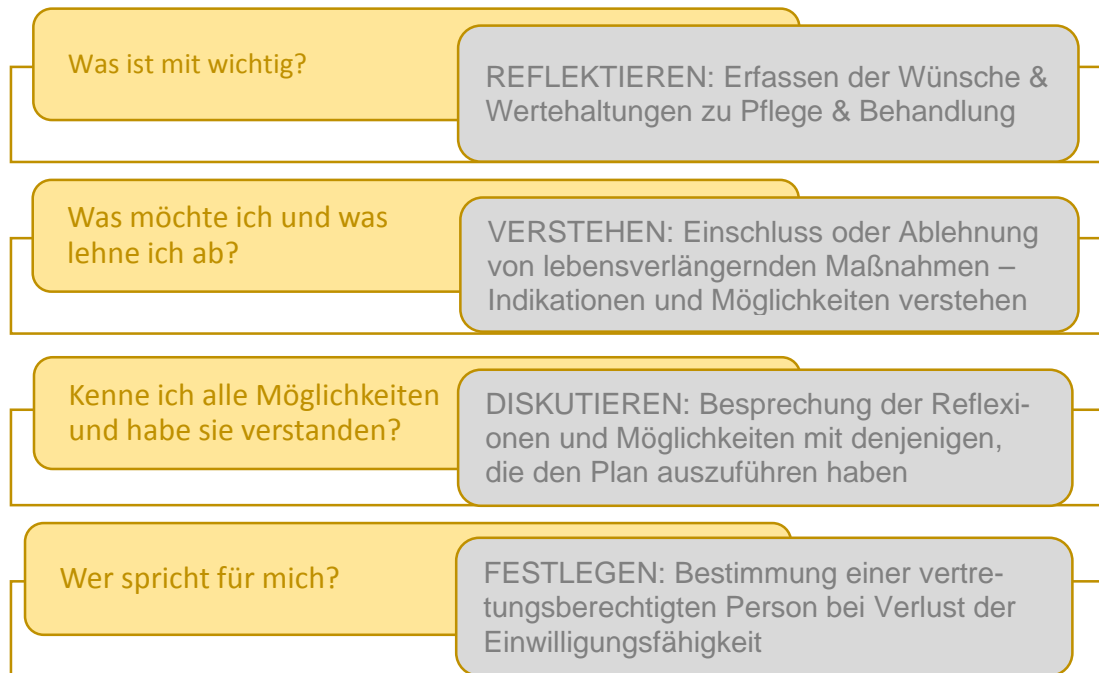 Was ist mit wichtig?
REFLEKTIEREN: Erfassen der Wünsche &
Wertehaltungen zu Pflege & Behandlung
Was möchte ich und was
lehne ich ab?
VERSTEHEN: Einschluss oder Ablehnung
von lebensverlängernden Maßnahmen –
Indikationen und Möglichkeiten verstehen
Kenne ich alle Möglichkeiten
und habe sie verstanden?
DISKUTIEREN: Besprechung der Reflexi-
onen und Möglichkeiten mit denjenigen,
die den Plan auszuführen haben
Wer spricht für mich?
FESTLEGEN: Bestimmung einer vertre-
tungsberechtigten Person bei Verlust der
Einwilligungsfähigkeit